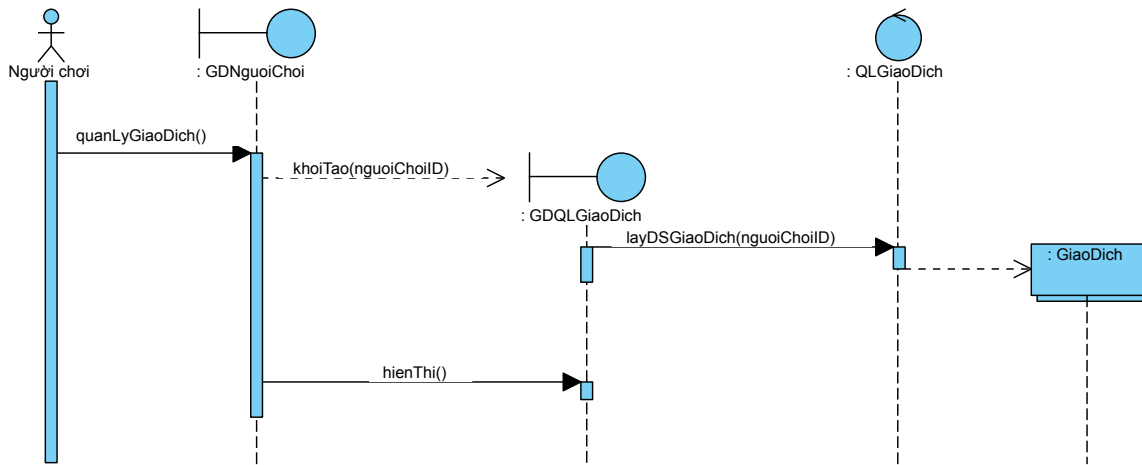 Người chơi
: GDNguoiChoi
: QLGiaoDich
quanLyGiaoDich()
khoiTao(nguoiChoiID)
: GDQLGiaoDich
layDSGiaoDich(nguoiChoiID)
: GiaoDich
hienThi()